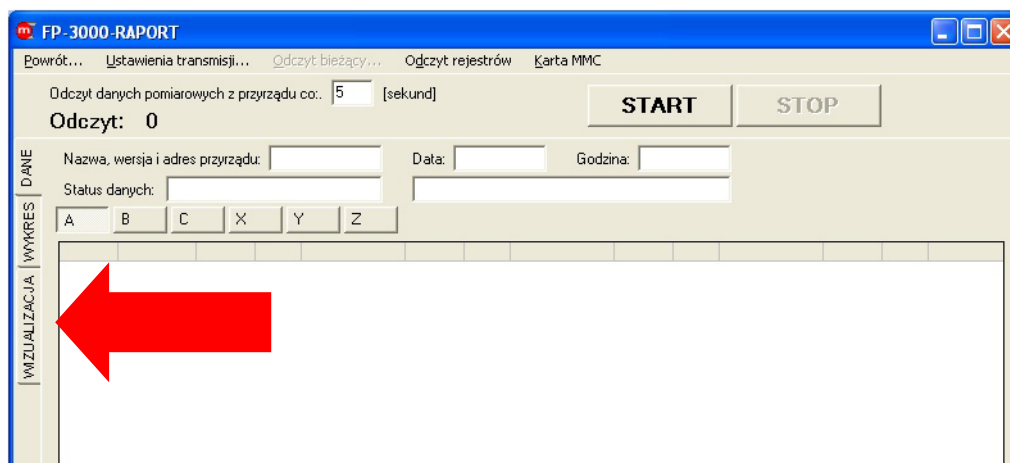 FP-3000-RAPORT
Powrót... Ustawienia transmisji... Odczyt bieżący... Odczyt rejestrów Karta MMC
Odczyt danych pomiarowych z przyrządu co:. 5 [sekund]
START STOP
Odczyt: 0
Nazwa, wersja i adres przyrządu: Data: Godzina:
Status danych:
A B C X Y Z
DANE
WYKRES
WIZUALIZACJA